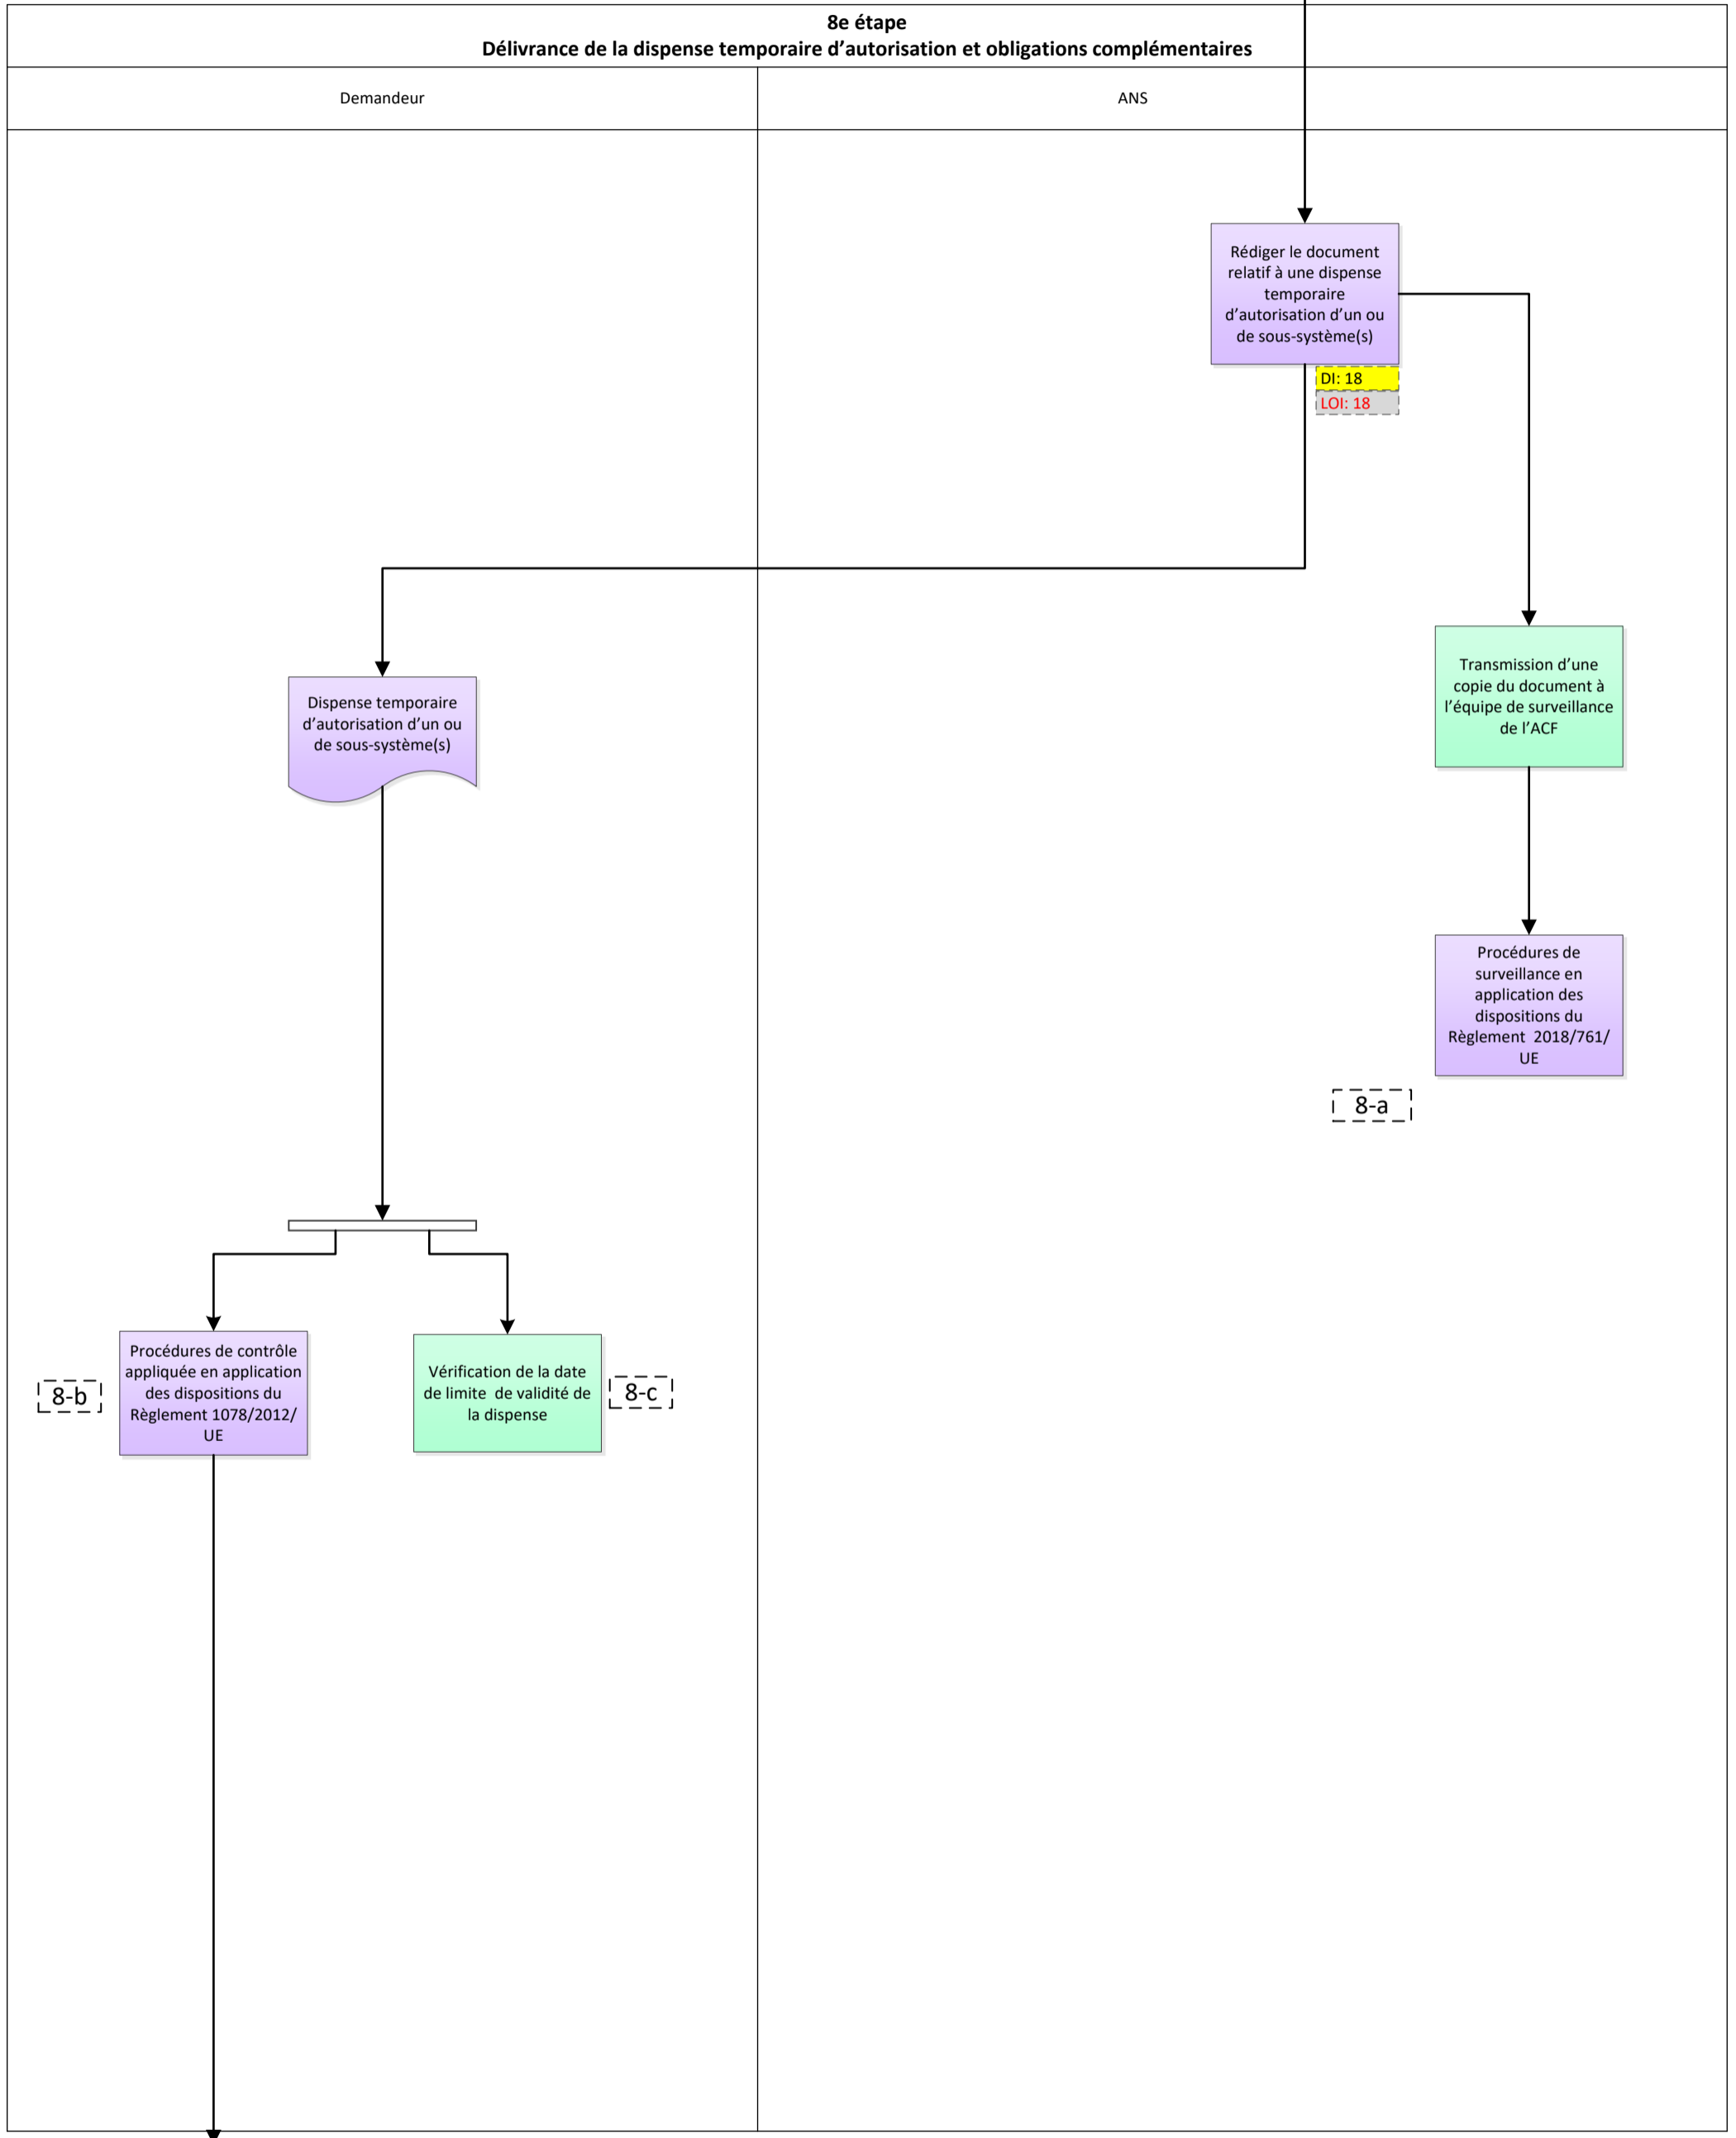 8e étape
Délivrance de la dispense temporaire d’autorisation et obligations complémentaires
Demandeur
ANS
Rédiger le document
relatif à une dispense
temporaire
d’autorisation d’un ou
de sous-système(s)
DI: 18
LOI: 18
Transmission d’une
copie du document à
l’équipe de surveillance
de l’ACF
Dispense temporaire
d’autorisation d’un ou
de sous-système(s)
Procédures de
surveillance en
application des
dispositions du
Règlement 2018/761/
UE
8-a
Procédures de contrôle
appliquée en application
des dispositions du
Règlement 1078/2012/
UE
8-b
Vérification de la date
de limite de validité de
la dispense
8-c